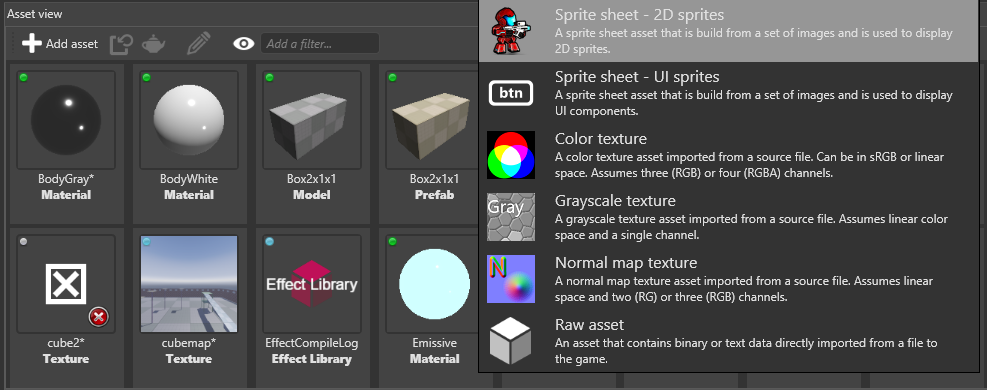 Asset view
Add asset
Add a filter...
BodyGray*
Material
BodyWhite
Material
Box2x1x1
Model
Box2x1x1
Prefab
cube2*
Texture
cubemap*
Texture
Effect Library
EffectCompileLog
Effect Library
Emissive
Material
Sprite sheet - 2D sprites
A sprite sheet asset that is build from a set of images and is used to display
2D sprites.
btn
Sprite sheet - UI sprites
A sprite sheet asset that is build from a set of images and is used to display
UI components.
Color texture
A color texture asset imported from a source file. Can be in sRGB or linear
space. Assumes three (RGB) or four (RGBA) channels.
Gray
Grayscale texture
A grayscale texture asset imported from a source file. Assumes linear color
space and a single channel.
N
Normal map texture
A normal map texture asset imported from a source file. Assumes linear
space and two (RG) or three (RGB) channels.
Raw asset
An asset that contains binary or text data directly imported from a file to
the game.